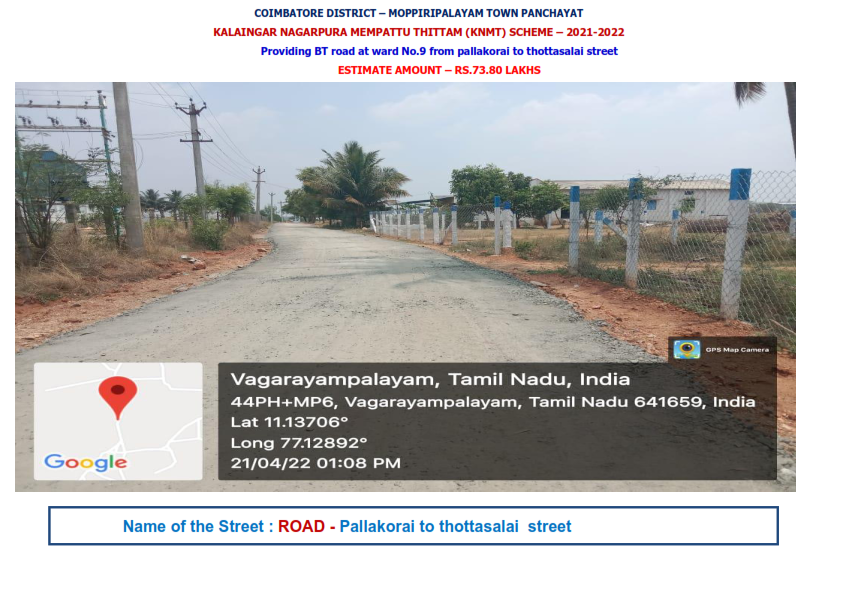 COIMBATORE DISTRICT – MOPPIRIPALAYAM TOWN PANCHAYAT
KALAINGAR NAGARPURA MEMPATTU THITTAM (KNMT) SCHEME – 2021-2022
Providing BT road at ward No.9 from pallakorai to thottasalai street
ESTIMATE AMOUNT – RS.73.80 LAKHS
GPS Map Camera
Google
Vagarayampalayam, Tamil Nadu, India
44PH+MP6, Vagarayampalayam, Tamil Nadu 641659, India
Lat 11.13706°
Long 77.12892°
21/04/22 01:08 PM
Name of the Street : ROAD - Pallakorai to thottasalai street